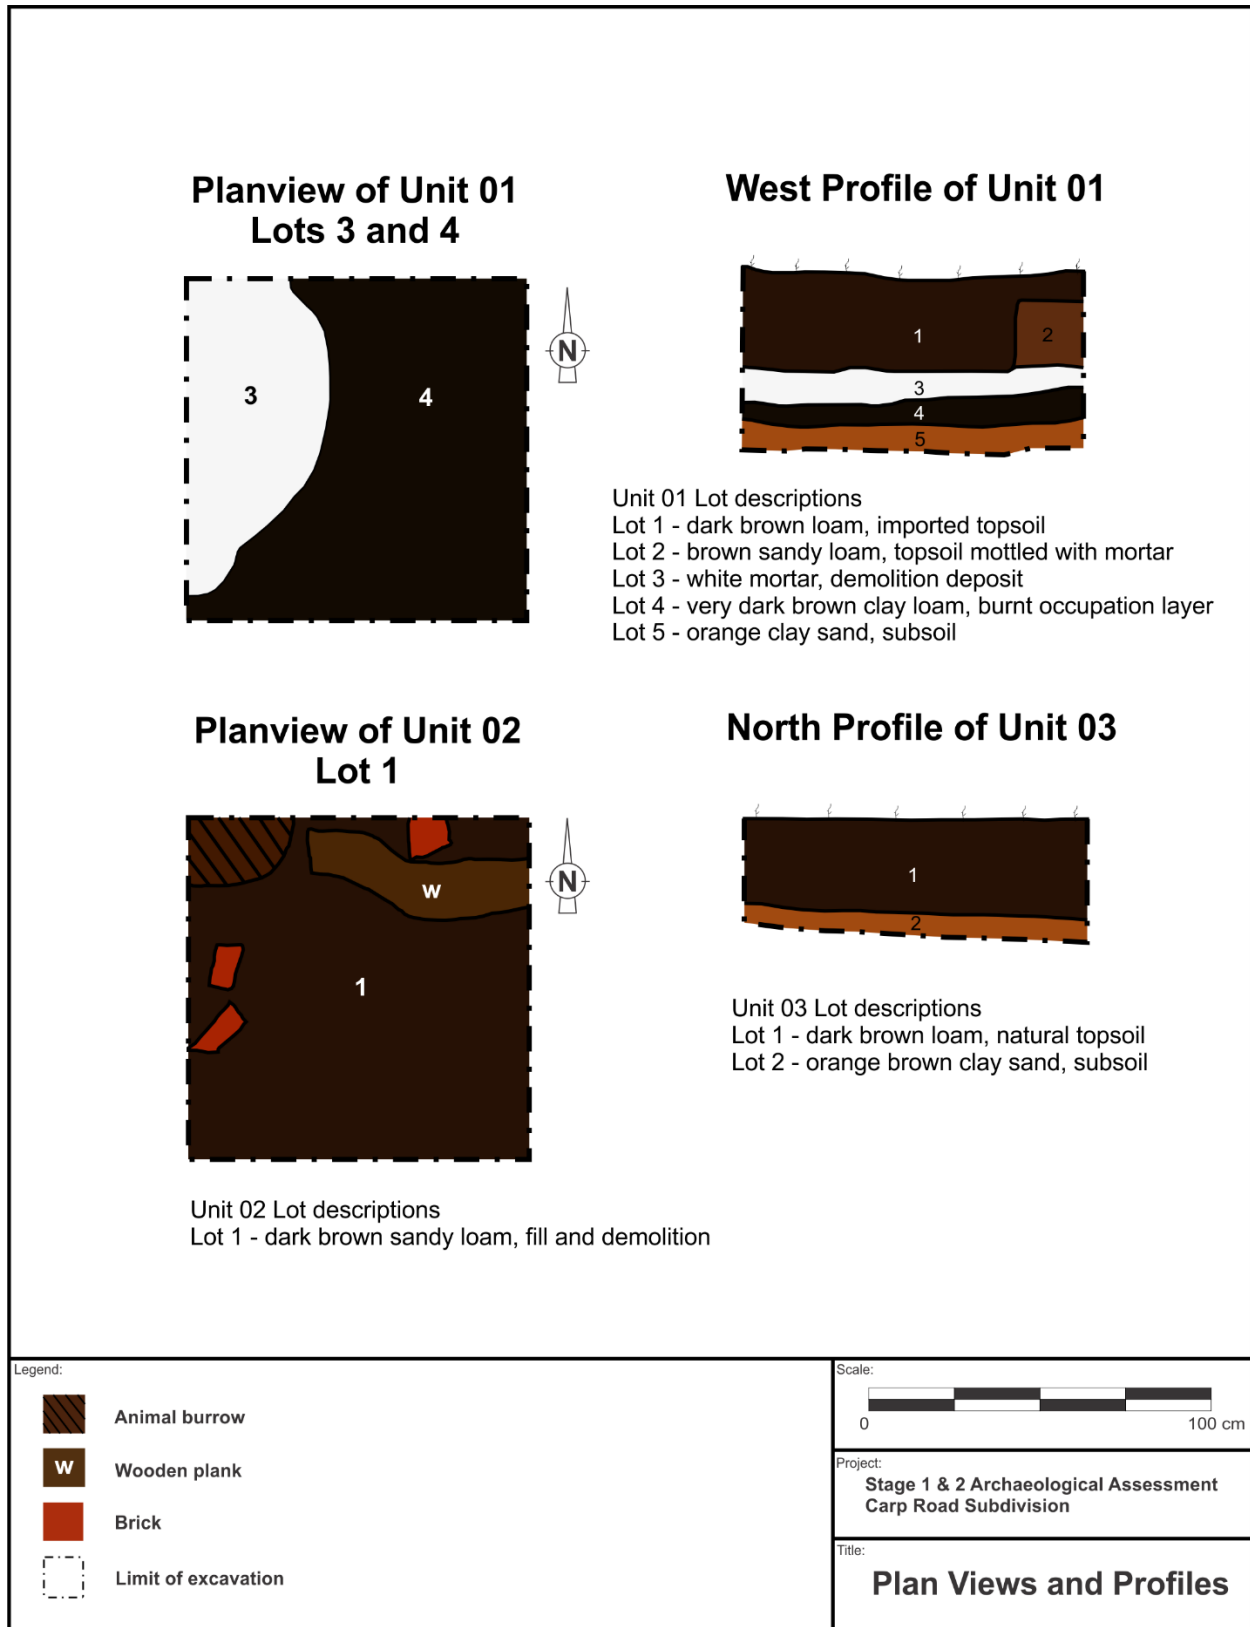 Planview of Unit 01
Lots 3 and 4
3
4
N
West Profile of Unit 01
1
2
3
4
5
Unit 01 Lot descriptions
Lot 1 - dark brown loam, imported topsoil
Lot 2 - brown sandy loam, topsoil mottled with mortar
Lot 3 - white mortar, demolition deposit
Lot 4 - very dark brown clay loam, burnt occupation layer
Lot 5 - orange clay sand, subsoil
Planview of Unit 02
Lot 1
W
1
N
Unit 02 Lot descriptions
Lot 1 - dark brown sandy loam, fill and demolition
North Profile of Unit 03
1
2
Unit 03 Lot descriptions
Lot 1 - dark brown loam, natural topsoil
Lot 2 - orange brown clay sand, subsoil
Legend:
Animal burrow
W
Wooden plank
Brick
Limit of excavation
Scale:
0
100 cm
Project:
Stage 1 & 2 Archaeological Assessment
Carp Road Subdivision
Title:
Plan Views and Profiles